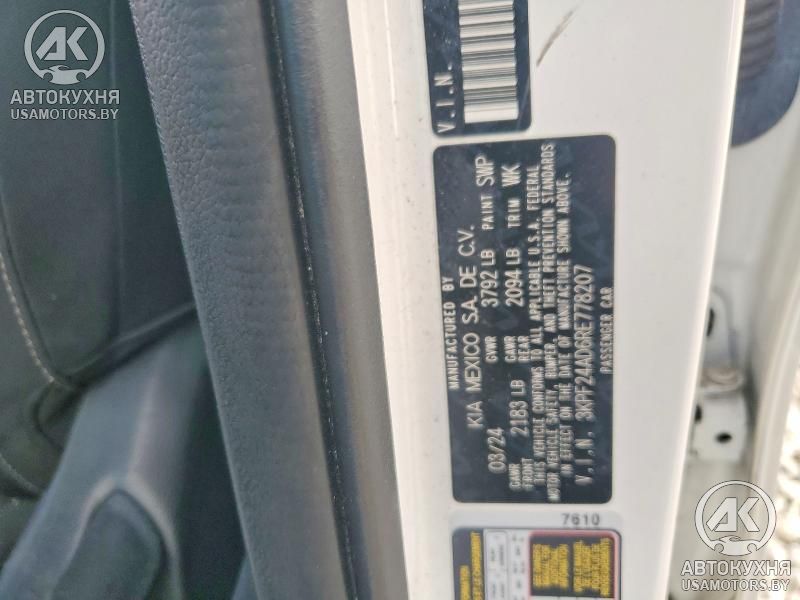 AK
АВТОКУХНЯ
USAMOTORS.BY
V.I.N.
MANUFACTURED BY
KIA MEXICO S.A. DE C.V.
03/24 GVWR 3792 LB PAINT SWP
GAWR FRONT 2183 LB GAWR REAR 2094 LB TRIM WK
THIS VEHICLE CONFORMS TO ALL APPLICABLE U.S.A. FEDERAL
MOTOR VEHICLE SAFETY, BUMPER, AND THEFT PREVENTION STANDARDS
IN EFFECT ON THE DATE OF MANUFACTURE SHOWN ABOVE.
V.I.N. 3KPF24AD6RE778207
PASSENGER CAR
7610
AK
АВТОКУХНЯ
USAMOTORS.BY